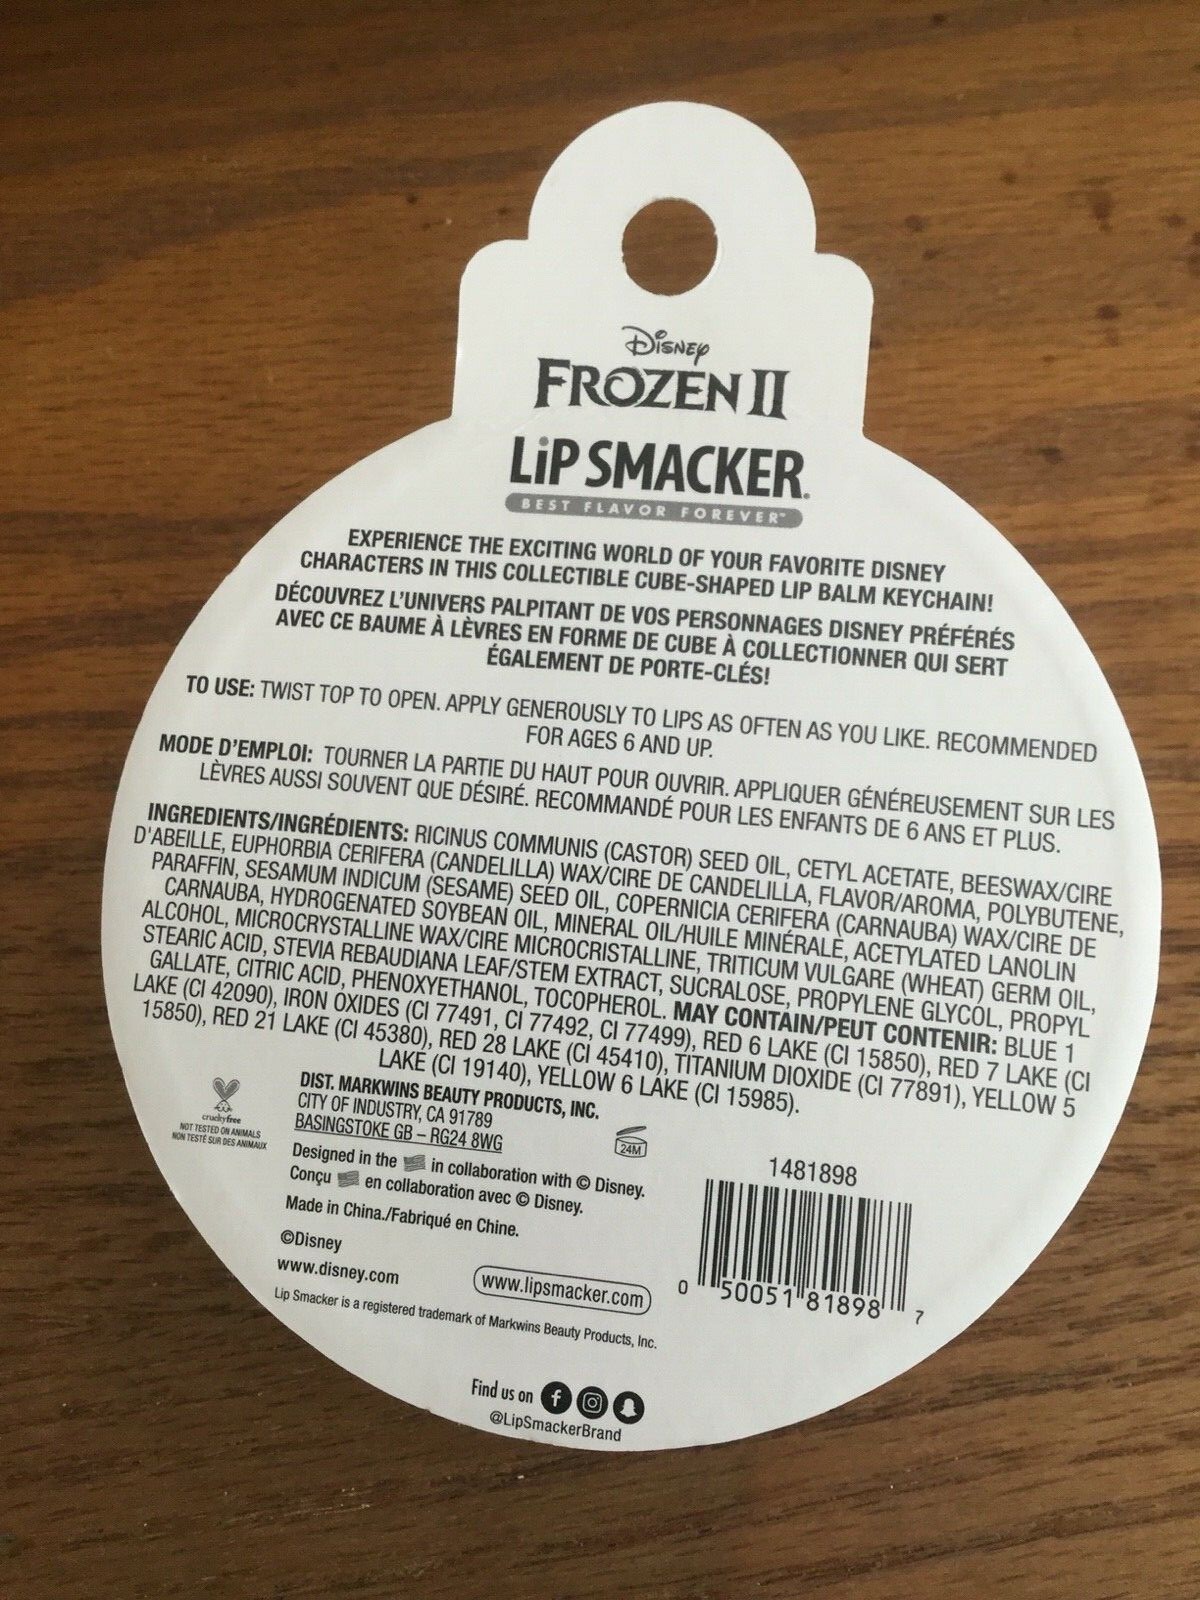 Disney
FROZEN II
LiP SMACKER®
BEST FLAVOR FOREVER™
EXPERIENCE THE EXCITING WORLD OF YOUR FAVORITE DISNEY
CHARACTERS IN THIS COLLECTIBLE CUBE-SHAPED LIP BALM KEYCHAIN!
DÉCOUVREZ L'UNIVERS PALPITANT DE VOS PERSONNAGES DISNEY PRÉFÉRÉS
AVEC CE BAUME À LÈVRES EN FORME DE CUBE À COLLECTIONNER QUI SERT
ÉGALEMENT DE PORTE-CLÉS!
TO USE: TWIST TOP TO OPEN. APPLY GENEROUSLY TO LIPS AS OFTEN AS YOU LIKE. RECOMMENDED
FOR AGES 6 AND UP.
MODE D'EMPLOI: TOURNER LA PARTIE DU HAUT POUR OUVRIR. APPLIQUER GÉNÉREUSEMENT SUR LES
LÈVRES AUSSI SOUVENT QUE DÉSIRÉ. RECOMMANDÉ POUR LES ENFANTS DE 6 ANS ET PLUS.
INGREDIENTS/INGRÉDIENTS: RICINUS COMMUNIS (CASTOR) SEED OIL, CETYL ACETATE, BEESWAX/CIRE
D'ABEILLE, EUPHORBIA CERIFERA (CANDELILLA) WAX/CIRE DE CANDELILLA, FLAVOR/AROMA, POLYBUTENE,
PARAFFIN, SESAMUM INDICUM (SESAME) SEED OIL, COPERNICIA CERIFERA (CARNAUBA) WAX/CIRE DE
CARNAUBA, HYDROGENATED SOYBEAN OIL, MINERAL OIL/HUILE MINÉRALE, ACETYLATED LANOLIN
ALCOHOL, MICROCRYSTALLINE WAX/CIRE MICROCRISTALLINE, TRITICUM VULGARE (WHEAT) GERM OIL,
STEARIC ACID, STEVIA REBAUDIANA LEAF/STEM EXTRACT, SUCRALOSE, PROPYLENE GLYCOL, PROPYL
GALLATE, CITRIC ACID, PHENOXYETHANOL, TOCOPHEROL. MAY CONTAIN/PEUT CONTENIR: BLUE 1
LAKE (CI 42090), IRON OXIDES (CI 77491, CI 77492, CI 77499), RED 6 LAKE (CI 15850), RED 7 LAKE (CI
15850), RED 21 LAKE (CI 45380), RED 28 LAKE (CI 45410), TITANIUM DIOXIDE (CI 77891), YELLOW 5
LAKE (CI 19140), YELLOW 6 LAKE (CI 15985).
crueltyfree
NOT TESTED ON ANIMALS
NON TESTÉ SUR DES ANIMAUX
DIST. MARKWINS BEAUTY PRODUCTS, INC.
CITY OF INDUSTRY, CA 91789
BASINGSTOKE GB – RG24 8WG
24M
Designed in the in collaboration with © Disney.
Conçu en collaboration avec © Disney.
Made in China./Fabriqué en Chine.
©Disney
www.disney.com
www.lipsmacker.com
Lip Smacker is a registered trademark of Markwins Beauty Products, Inc.
1481898
0 50051 81898 7
Find us on
@LipSmackerBrand